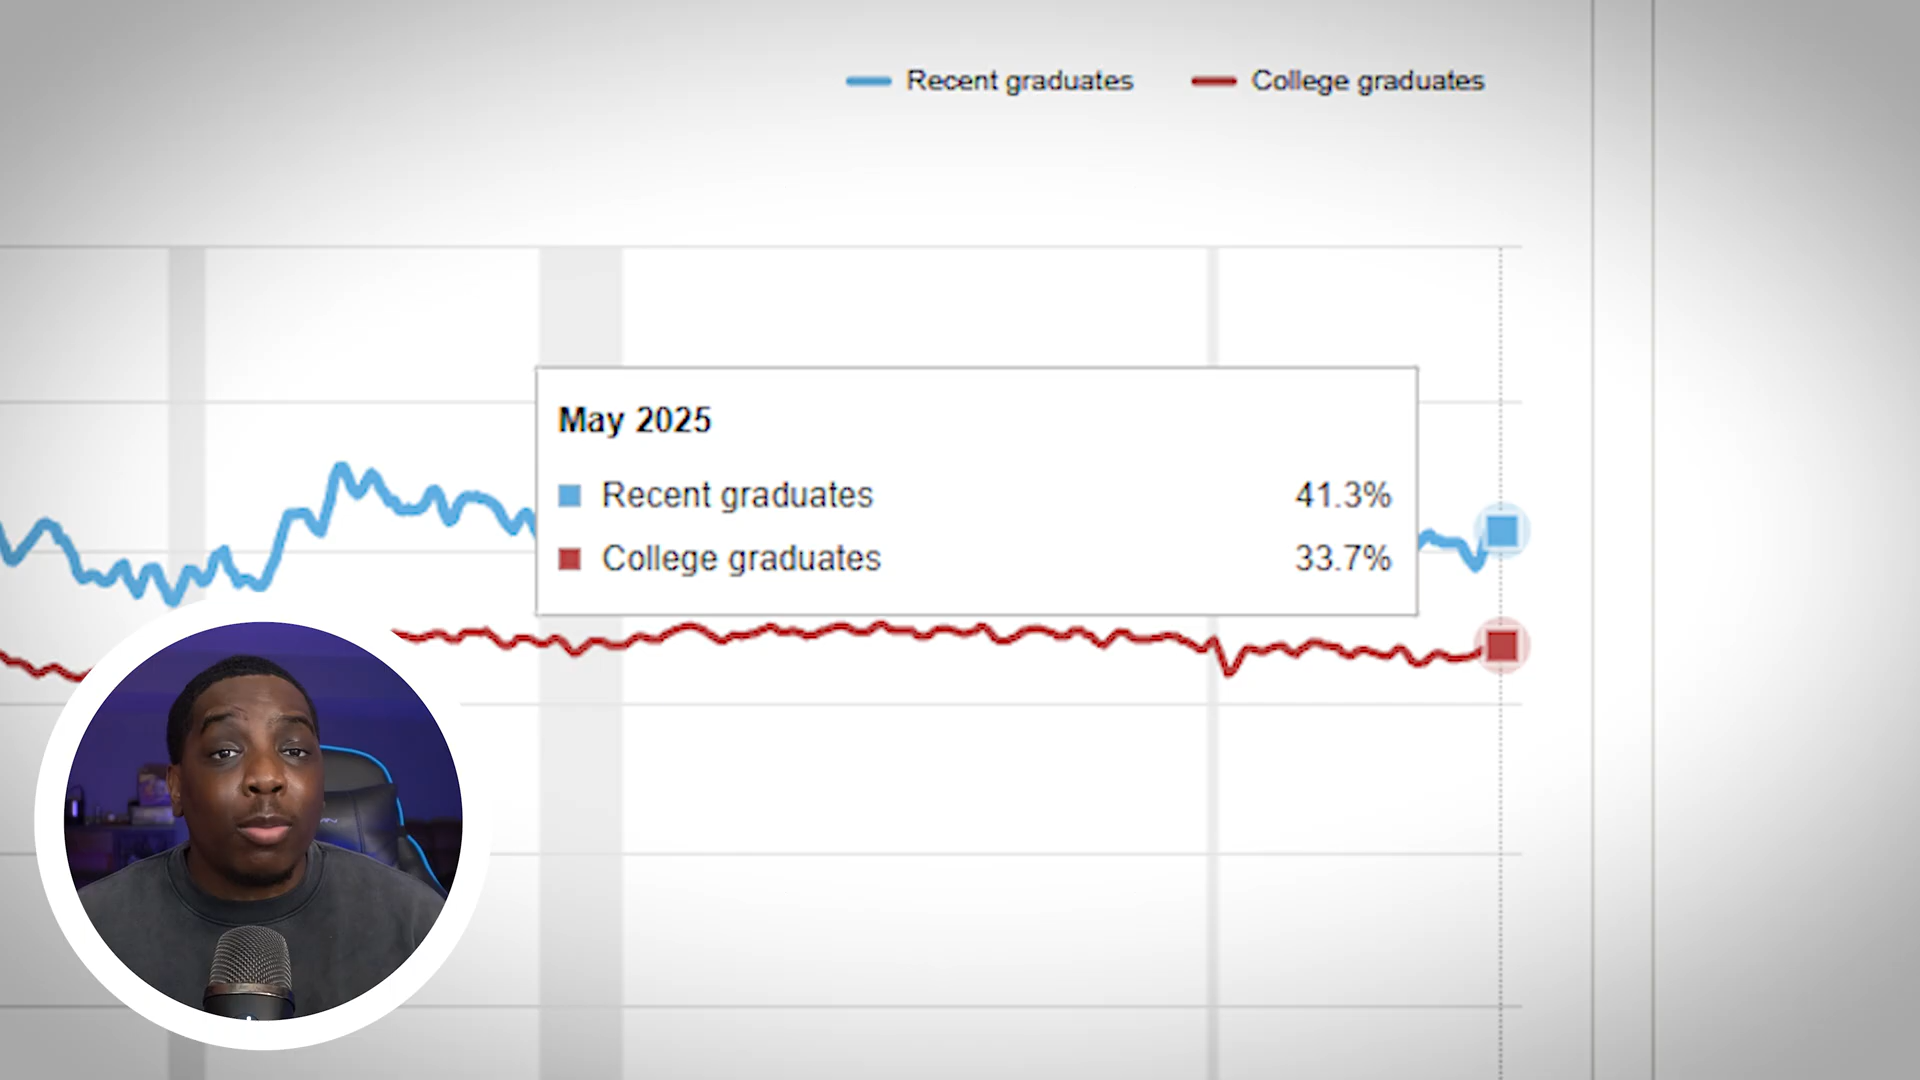 Recent graduates College graduates
May 2025
Recent graduates 41.3%
College graduates 33.7%